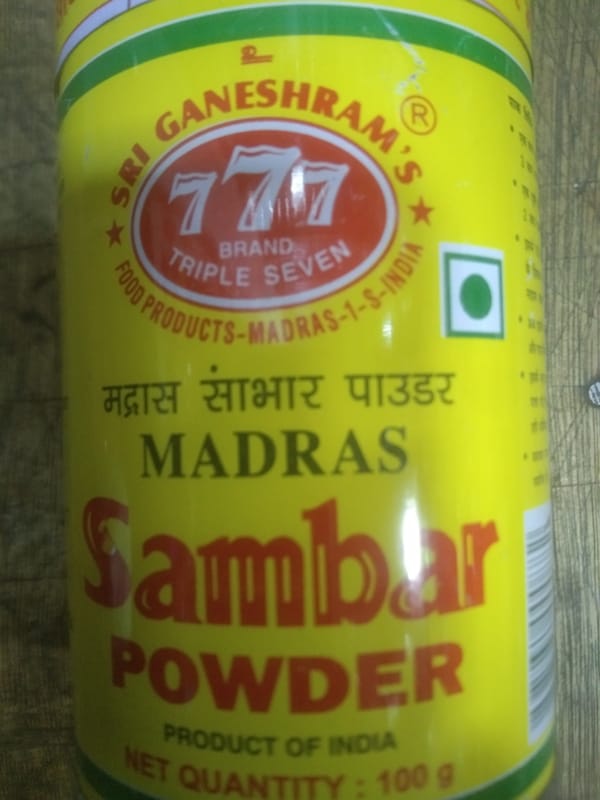 உ
SRI GANESHRAM'S
®
777
BRAND
TRIPLE SEVEN
FOOD PRODUCTS-MADRAS-1-S-INDIA
मद्रास सांभार पाउडर
MADRAS
Sambar
POWDER
PRODUCT OF INDIA
NET QUANTITY : 100 g